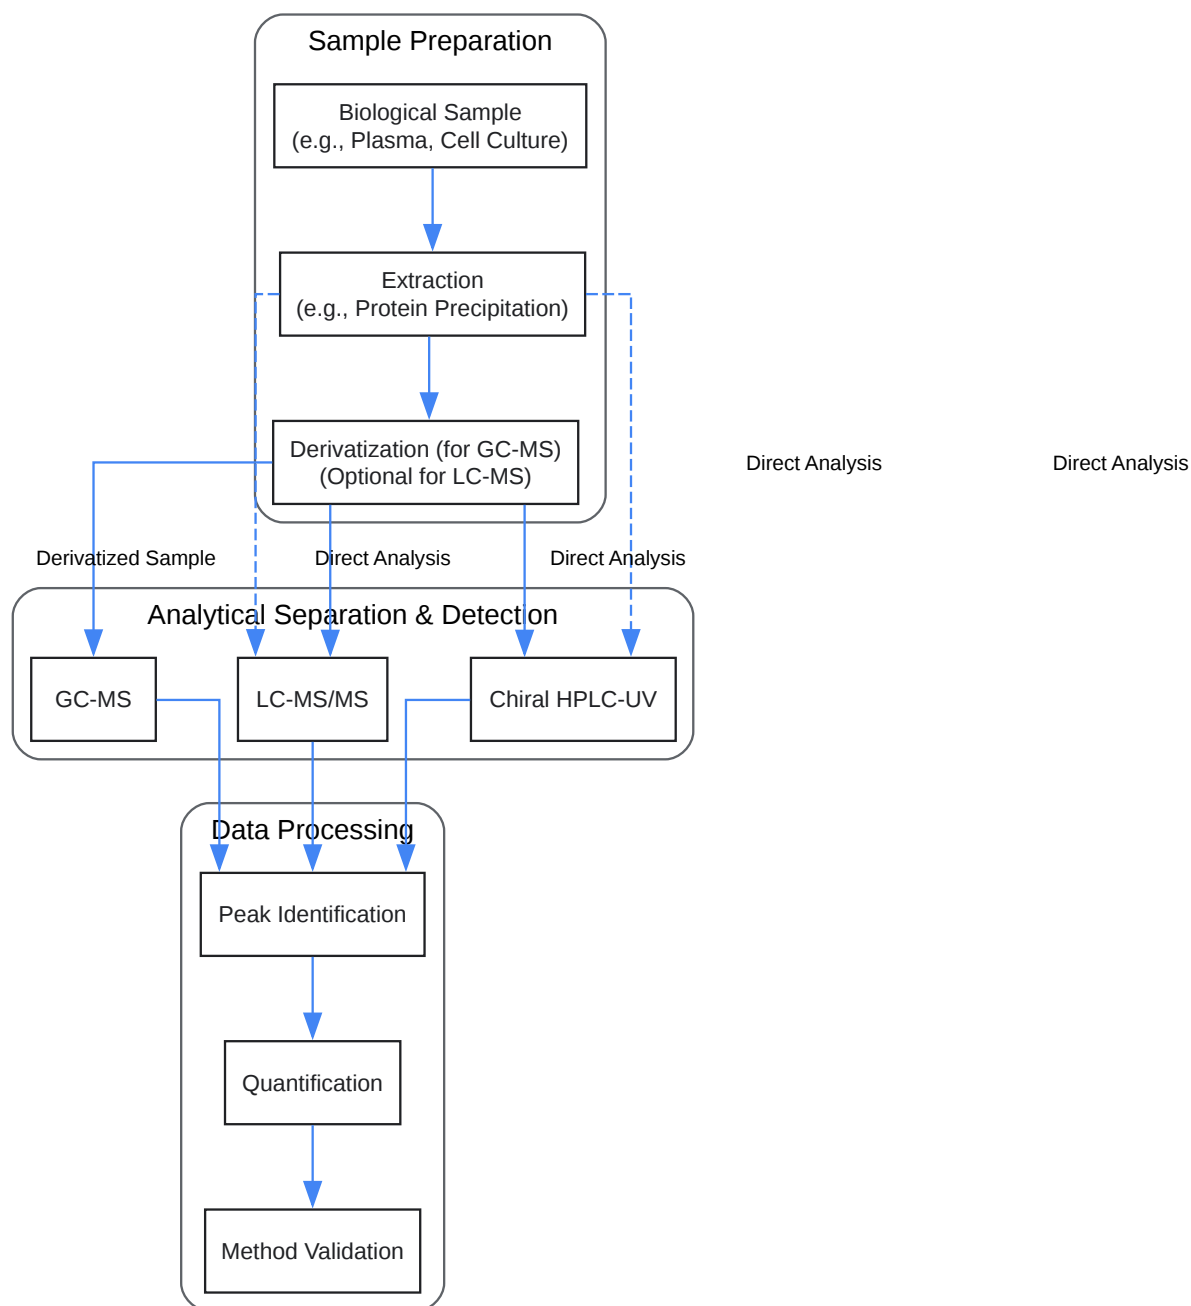 Sample Preparation
Biological Sample
(e.g., Plasma, Cell Culture)
Extraction
(e.g., Protein Precipitation)
Derivatization (for GC-MS)
(Optional for LC-MS)
Direct Analysis
Direct Analysis
Derivatized Sample
Direct Analysis
Direct Analysis
Analytical Separation & Detection
GC-MS
LC-MS/MS
Chiral HPLC-UV
Data Processing
Peak Identification
Quantification
Method Validation